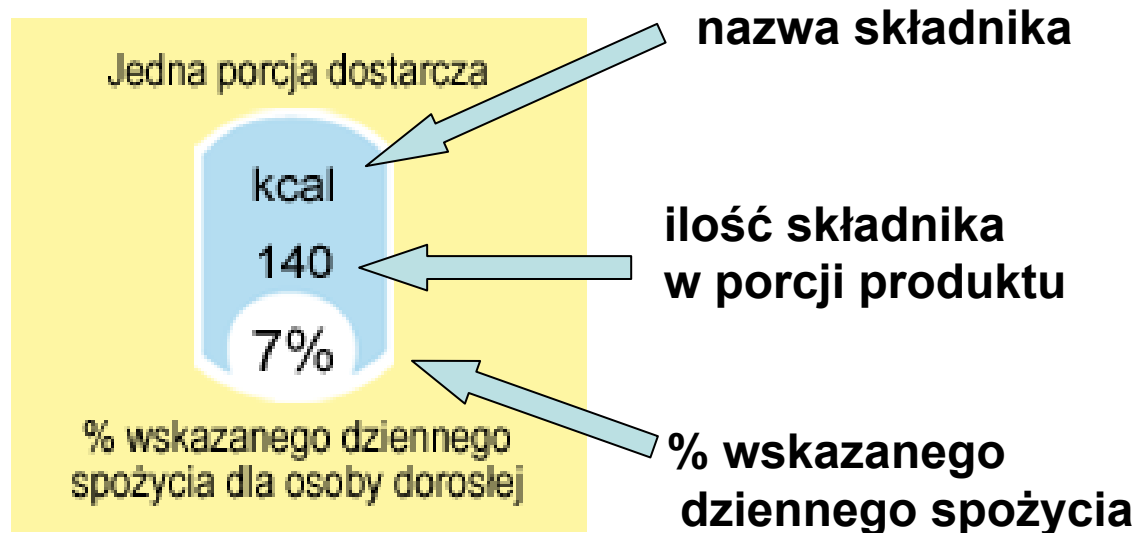 Jedna porcja dostarcza
kcal
140
7%
% wskazanego dziennego
spożycia dla osoby dorosłej
nazwa składnika
ilość składnika
w porcji produktu
% wskazanego
dziennego spożycia